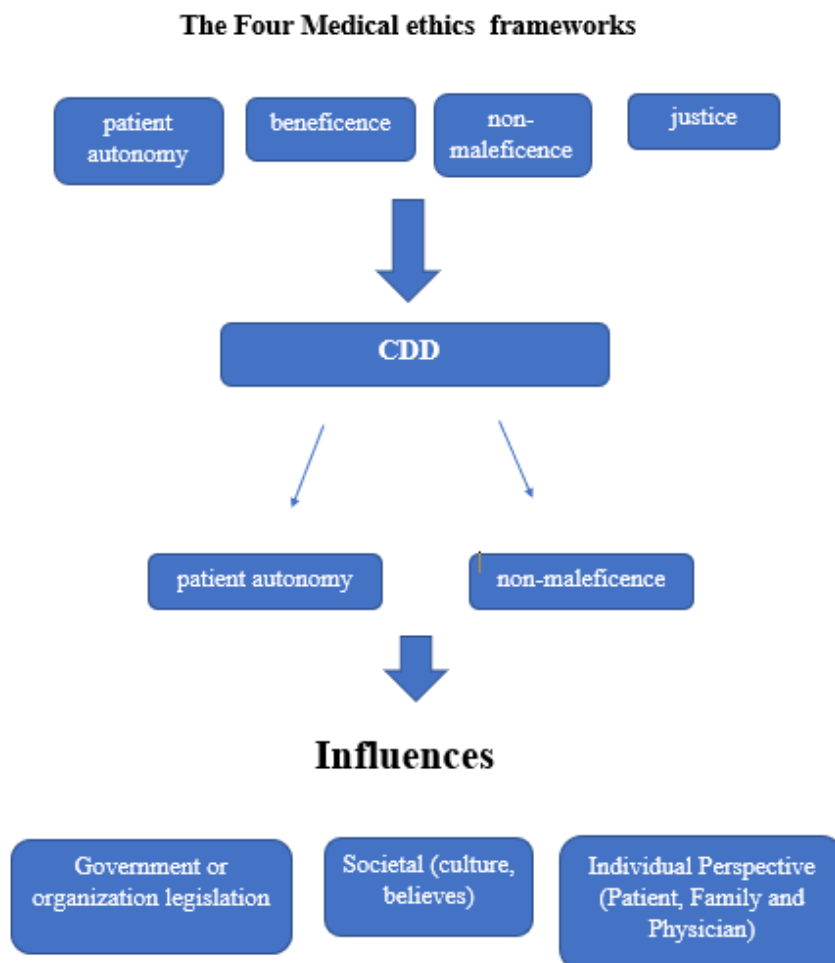 The Four Medical ethics frameworks
patient
autonomy
beneficence
non-
maleficence
justice
CDD
patient autonomy
non-maleficence
Influences
Government or
organization legislation
Societal (culture,
believes)
Individual Perspective
(Patient, Family and
Physician)